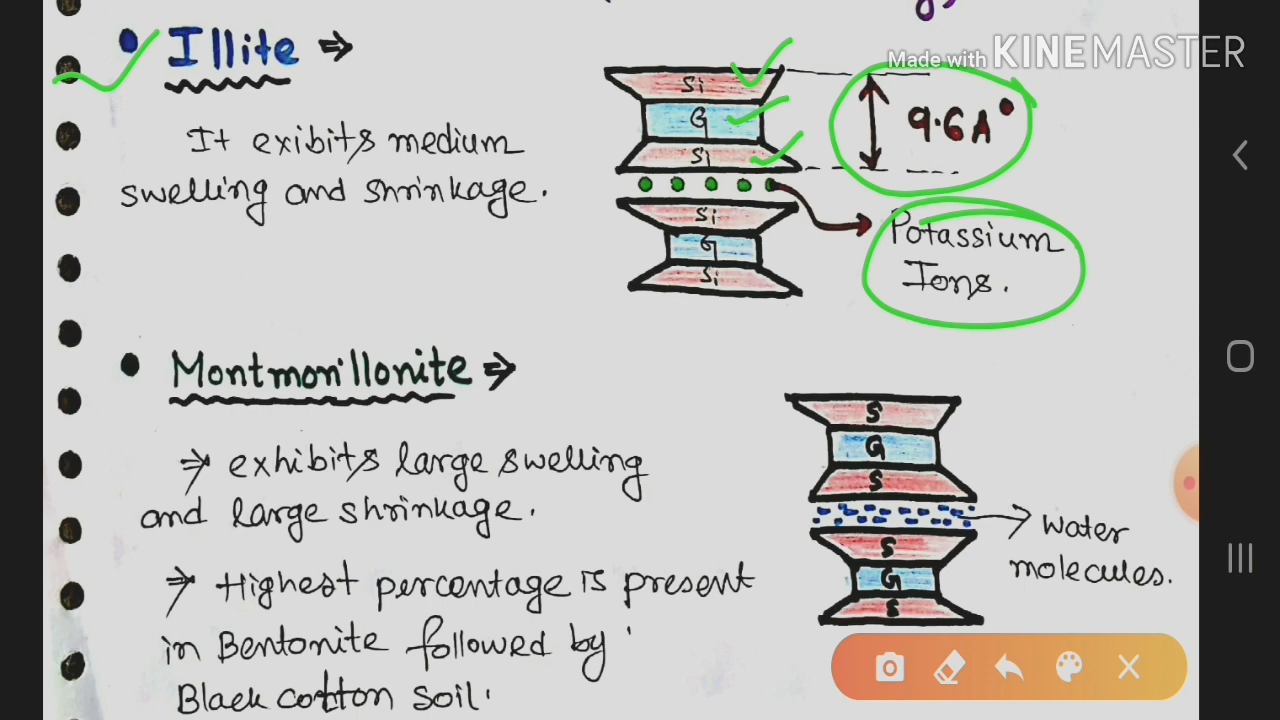 Made with KINEMASTER
• Illite ⇒
It exibits medium
swelling and shrinkage.
Si
G
Si
9.6A°
Si
G
Si
Potassium
Ions.
• Montmorillonite ⇒
⇒ exhibits large swelling
and large shrinkage.
⇒ Highest percentage is present
in Bentonite followed by
Black cotton soil.
S
G
S
S
G
S
Water
molecules.